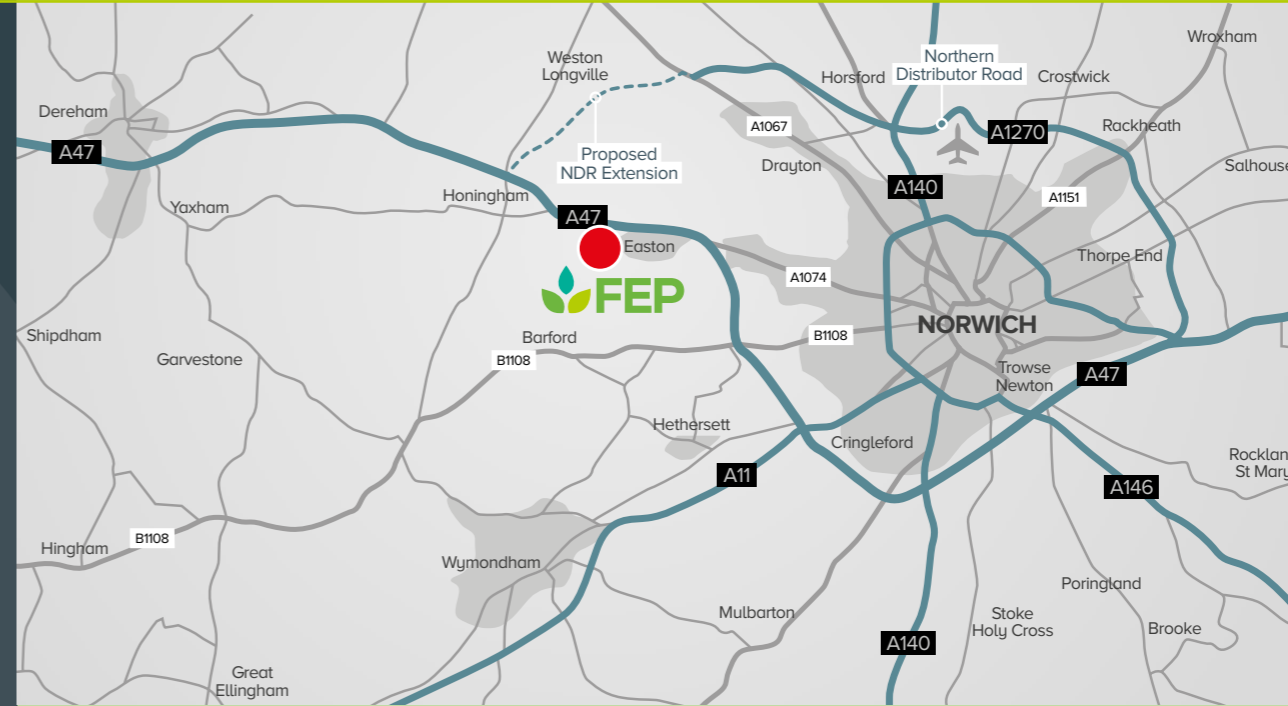 Wroxham
Weston
Longville
Northern
Distributor Road
Horsford
Crostwick
Dereham
A1067
A1270
Rackheath
A47
Proposed
NDR Extension
Drayton
Salhouse
A140
A1151
Honingham
Yaxham
A47
Easton
Thorpe End
A1074
FEP
NORWICH
Shipdham
Barford
B1108
B1108
Garvestone
Trowse
Newton
A47
Hethersett
Cringleford
Rocklan
St Mary
A11
A146
B1108
Hingham
Wymondham
Poringland
Mulbarton
Stoke
Holy Cross
Brooke
A140
Great
Ellingham